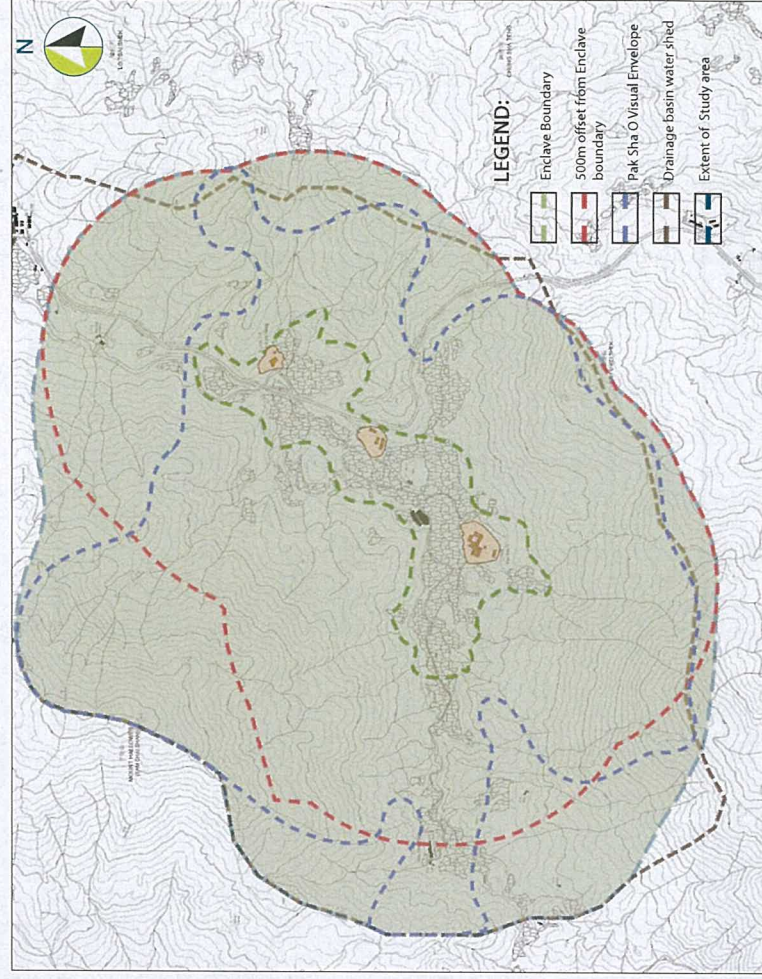 N
LEGEND:
Enclave Boundary
500m offset from Enclave
boundary
Pak Sha O Visual Envelope
Drainage basin water shed
Extent of Study area